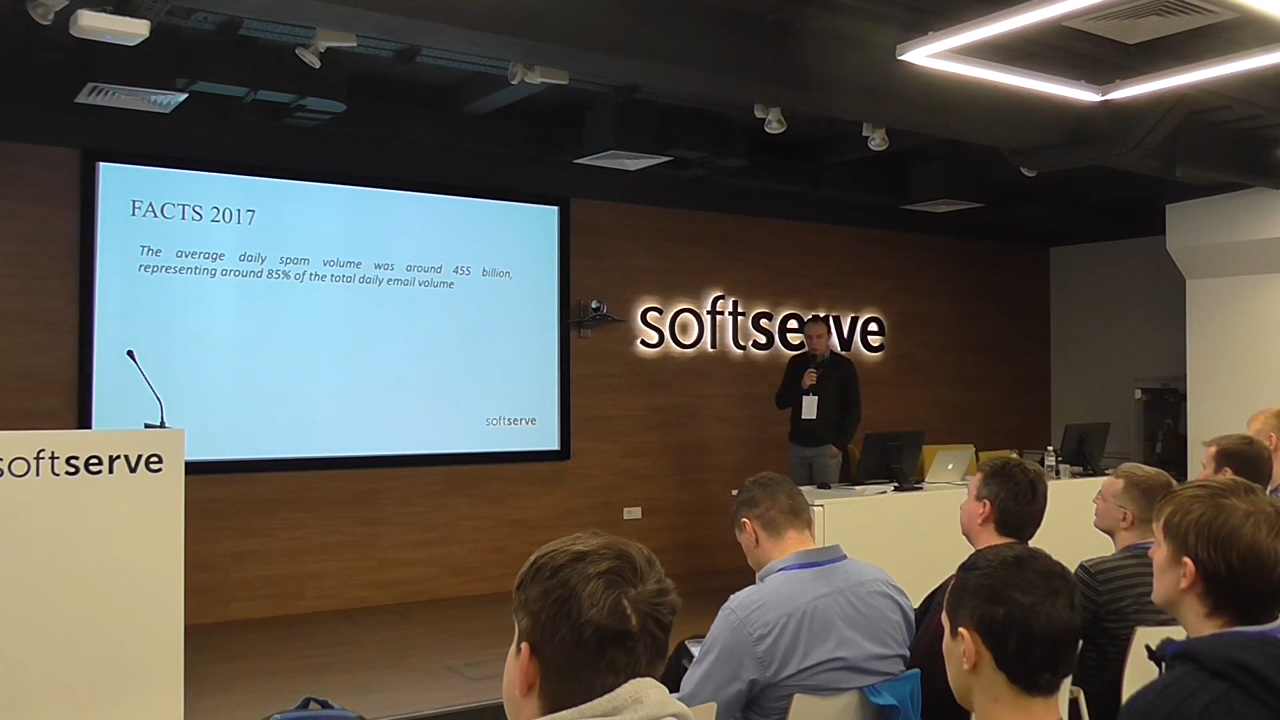 FACTS 2017
The average daily spam volume was around 455 billion,
representing around 85% of the total daily email volume
softserve
softserve
softserve